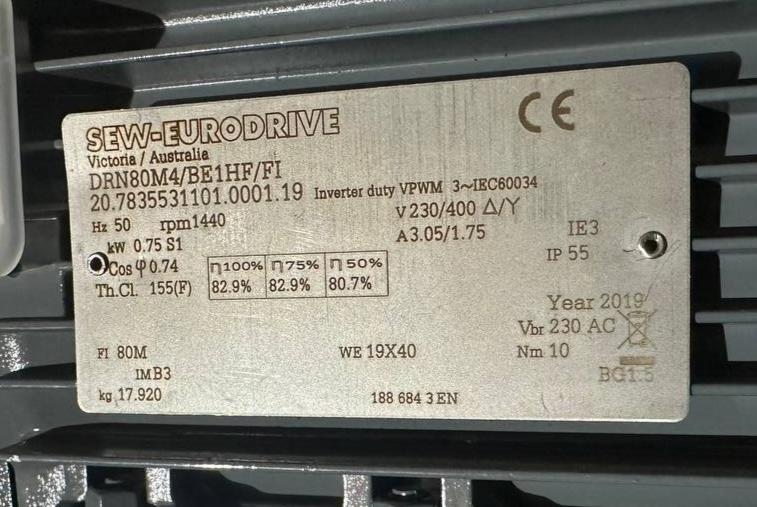 SEW-EURODRIVE CE
Victoria / Australia
DRN80M4/BE1HF/FI
20.7835531101.0001.19 Inverter duty VPWM 3~IEC60034
Hz 50 rpm1440 V 230/400 Δ/Y
kW 0.75 S1 A 3.05/1.75 IE3
Cos φ 0.74 η100% η75% η50% IP 55
Th.Cl. 155(F) 82.9% 82.9% 80.7%
Year 2019
Vbr 230 AC
FI 80M WE 19X40 Nm 10
IM B3 BG1.5
kg 17.920 188 684 3 EN